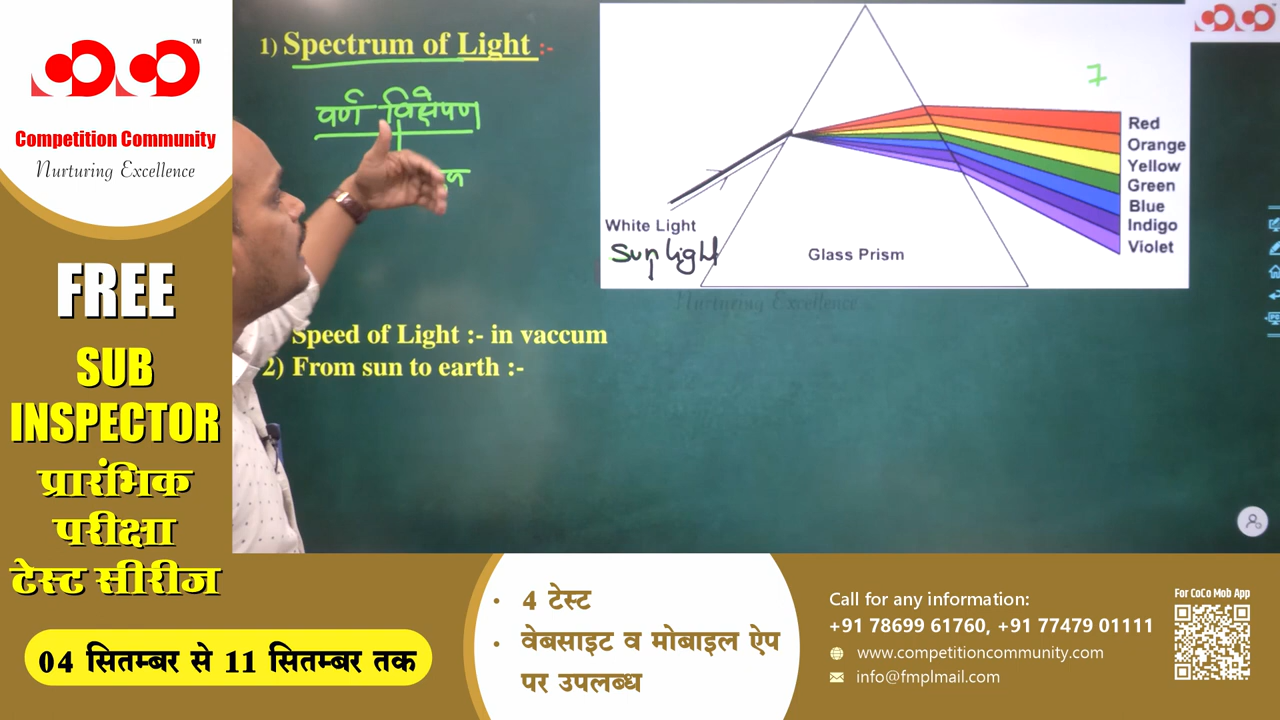 TM
Competition Community
Nurturing Excellence
FREE
SUB
INSPECTOR
प्रारंभिक
परीक्षा
टेस्ट सीरीज
04 सितम्बर से 11 सितम्बर तक
1) Spectrum of Light :-
वर्ण विक्षेपण
Speed of Light :- in vaccum
2) From sun to earth :-
7
Red
Orange
Yellow
Green
Blue
Indigo
Violet
White Light
Sun light
Glass Prism
Nurturing Excellence
• 4 टेस्ट
• वेबसाइट व मोबाइल ऐप
पर उपलब्ध
Call for any information:
+91 78699 61760, +91 77479 01111
www.competitioncommunity.com
info@fmplmail.com
For CoCo Mob App